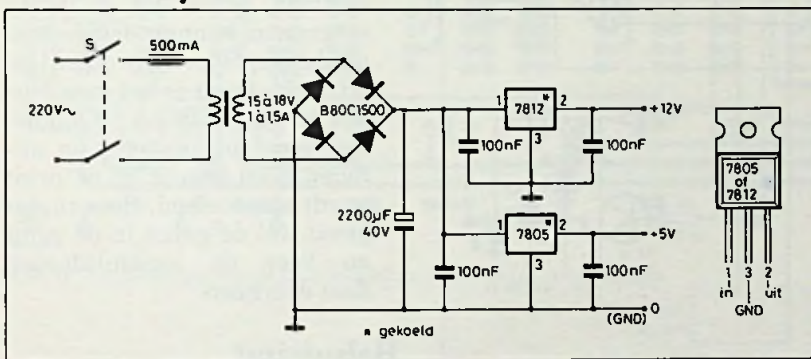 S
500mA
220V~
15 à 18V
1 à 1,5A
B80C1500
2200µF
40V
1
7812
*
2
3
100nF
100nF
+12V
1
7805
*
2
3
100nF
100nF
+5V
0
(GND)
* gekoeld
7805
of
7812
1 3 2
in uit
GND